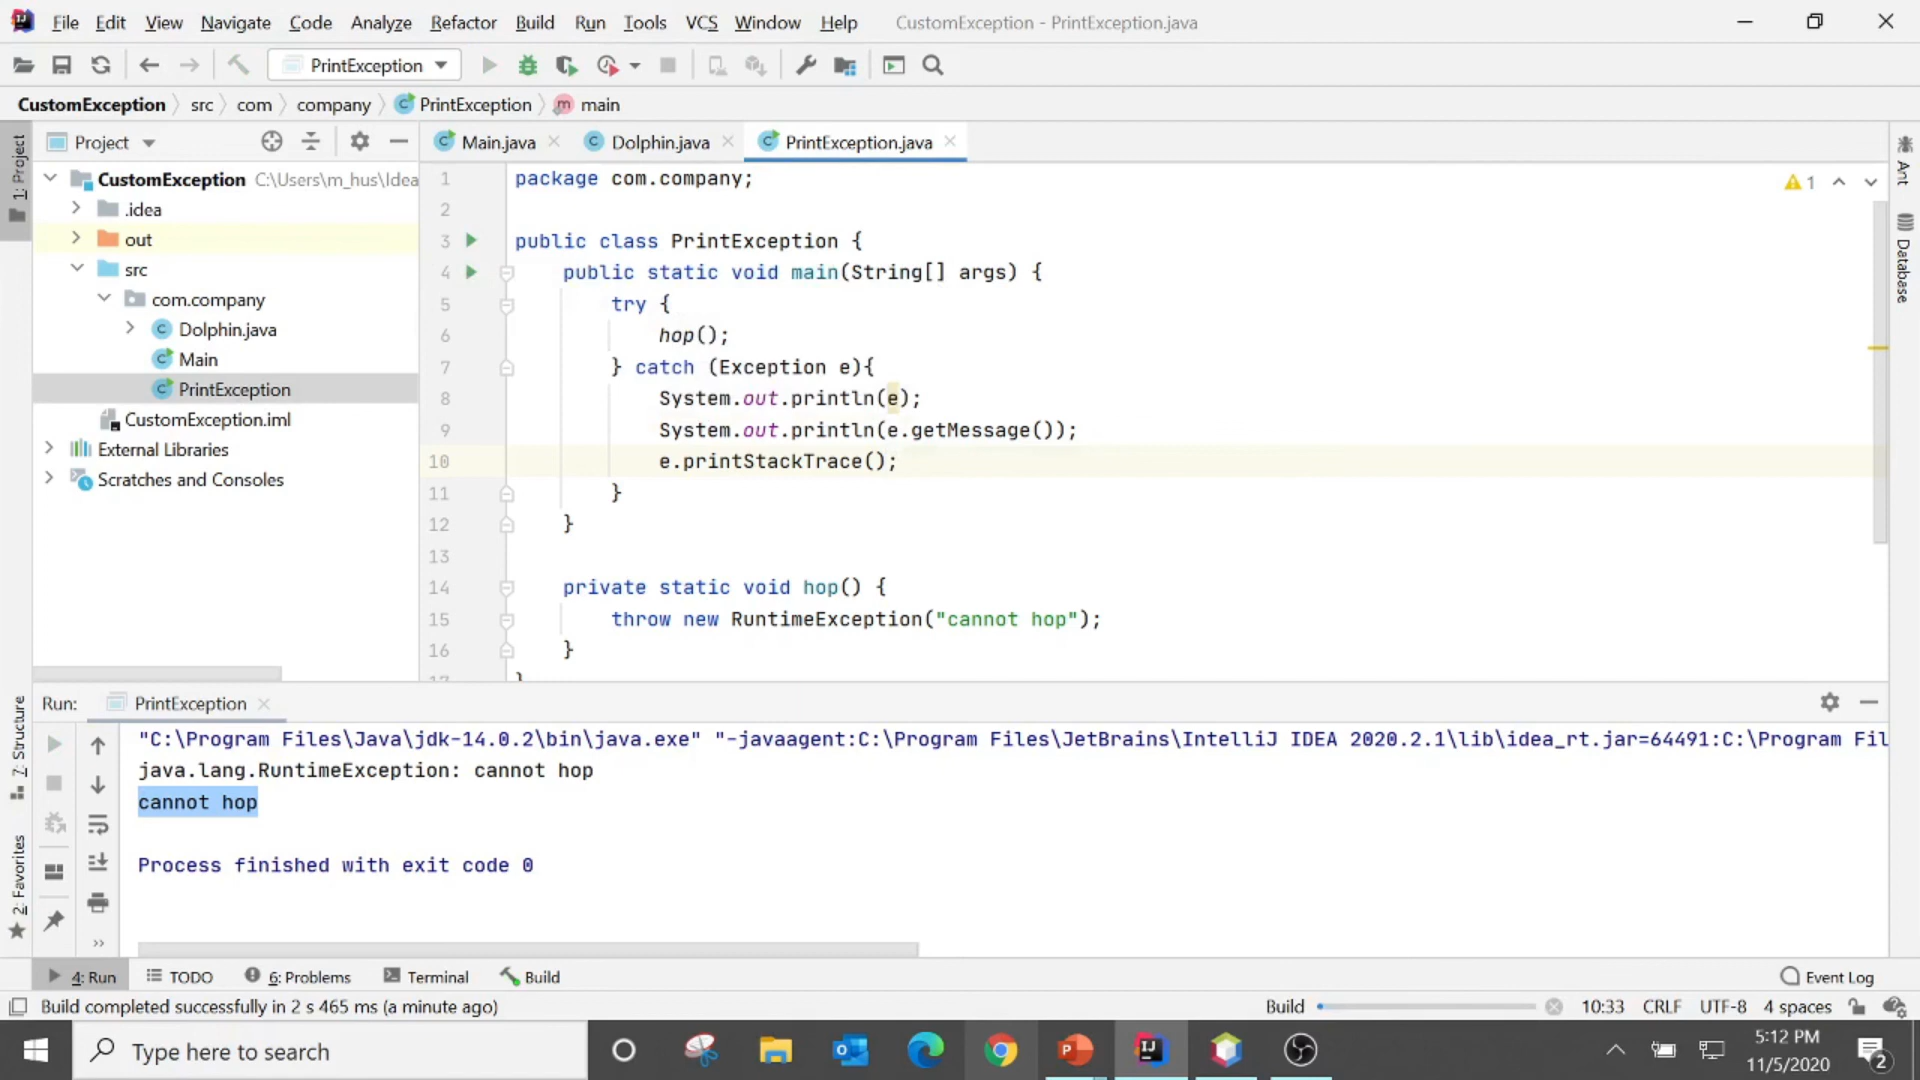 File Edit View Navigate Code Analyze Refactor Build Run Tools VCS Window Help CustomException - PrintException.java
PrintException
CustomException src com company PrintException main
Project
Main.java Dolphin.java PrintException.java
1: Project
CustomException C:\Users\m_hus\Idea
.idea
out
src
com.company
Dolphin.java
Main
PrintException
CustomException.iml
External Libraries
Scratches and Consoles
1 package com.company;
2
3 public class PrintException {
4 public static void main(String[] args) {
5 try {
6 hop();
7 } catch (Exception e){
8 System.out.println(e);
9 System.out.println(e.getMessage());
10 e.printStackTrace();
11 }
12 }
13
14 private static void hop() {
15 throw new RuntimeException("cannot hop");
16 }
17 }
1
Ant
Database
7: Structure
2: Favorites
Run: PrintException
"C:\Program Files\Java\jdk-14.0.2\bin\java.exe" "-javaagent:C:\Program Files\JetBrains\IntelliJ IDEA 2020.2.1\lib\idea_rt.jar=64491:C:\Program Fil
java.lang.RuntimeException: cannot hop
cannot hop
Process finished with exit code 0
4: Run TODO 6: Problems Terminal Build Event Log
Build completed successfully in 2 s 465 ms (a minute ago) Build 10:33 CRLF UTF-8 4 spaces
Type here to search
5:12 PM
11/5/2020
2